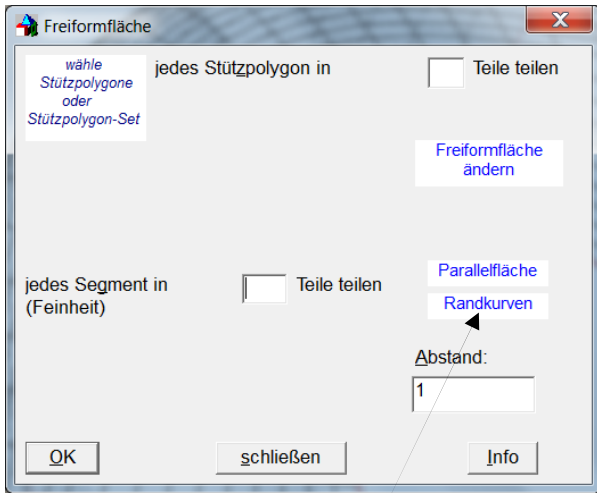 Freiformfläche
wähle
Stützpolygone
oder
Stützpolygon-Set
jedes Stützpolygon in
Teile teilen
Freiformfläche
ändern
jedes Segment in
(Feinheit)
Teile teilen
Parallelfläche
Randkurven
Abstand:
1
OK
schließen
Info